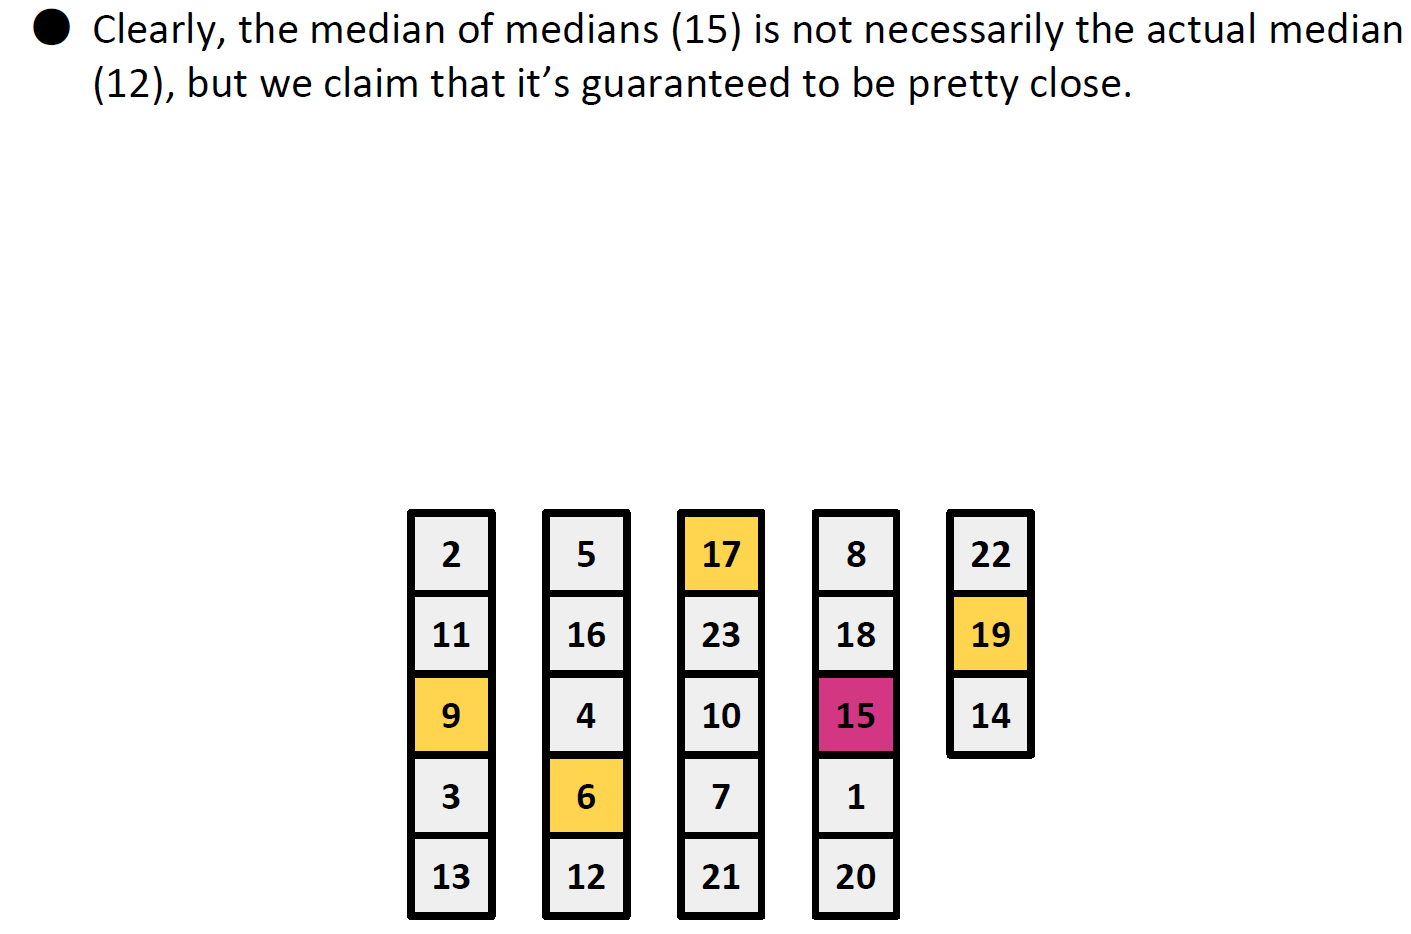 ● Clearly, the median of medians (15) is not necessarily the actual median
(12), but we claim that it’s guaranteed to be pretty close.
2 5 17 8 22
11 16 23 18 19
9 4 10 15 14
3 6 7 1
13 12 21 20